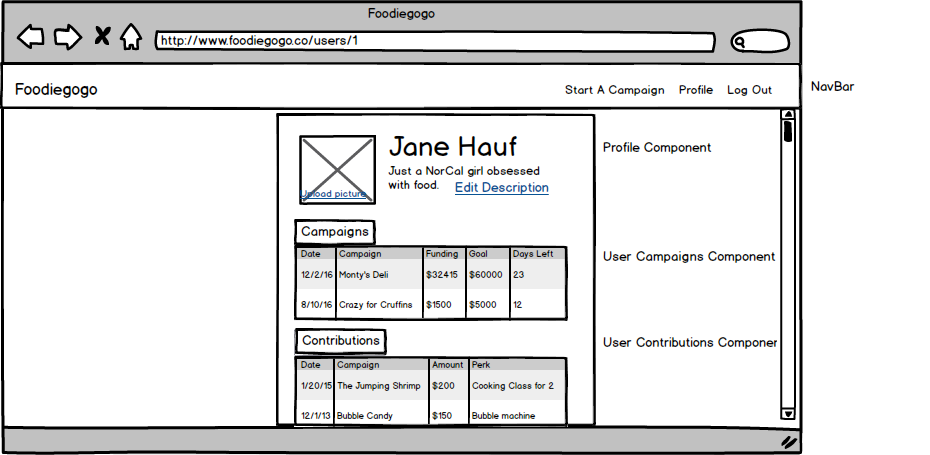 Foodiegogo
http://www.foodiegogo.co/users/1
Foodiegogo Start A Campaign Profile Log Out
NavBar
Jane Hauf
Just a NorCal girl obsessed
with food. Edit Description
Upload picture
Profile Component
Campaigns
Date Campaign Funding Goal Days Left
12/2/16 Monty's Deli $32415 $60000 23
8/10/16 Crazy for Cruffins $1500 $5000 12
User Campaigns Component
Contributions
Date Campaign Amount Perk
1/20/15 The Jumping Shrimp $200 Cooking Class for 2
12/1/13 Bubble Candy $150 Bubble machine
User Contributions Componer